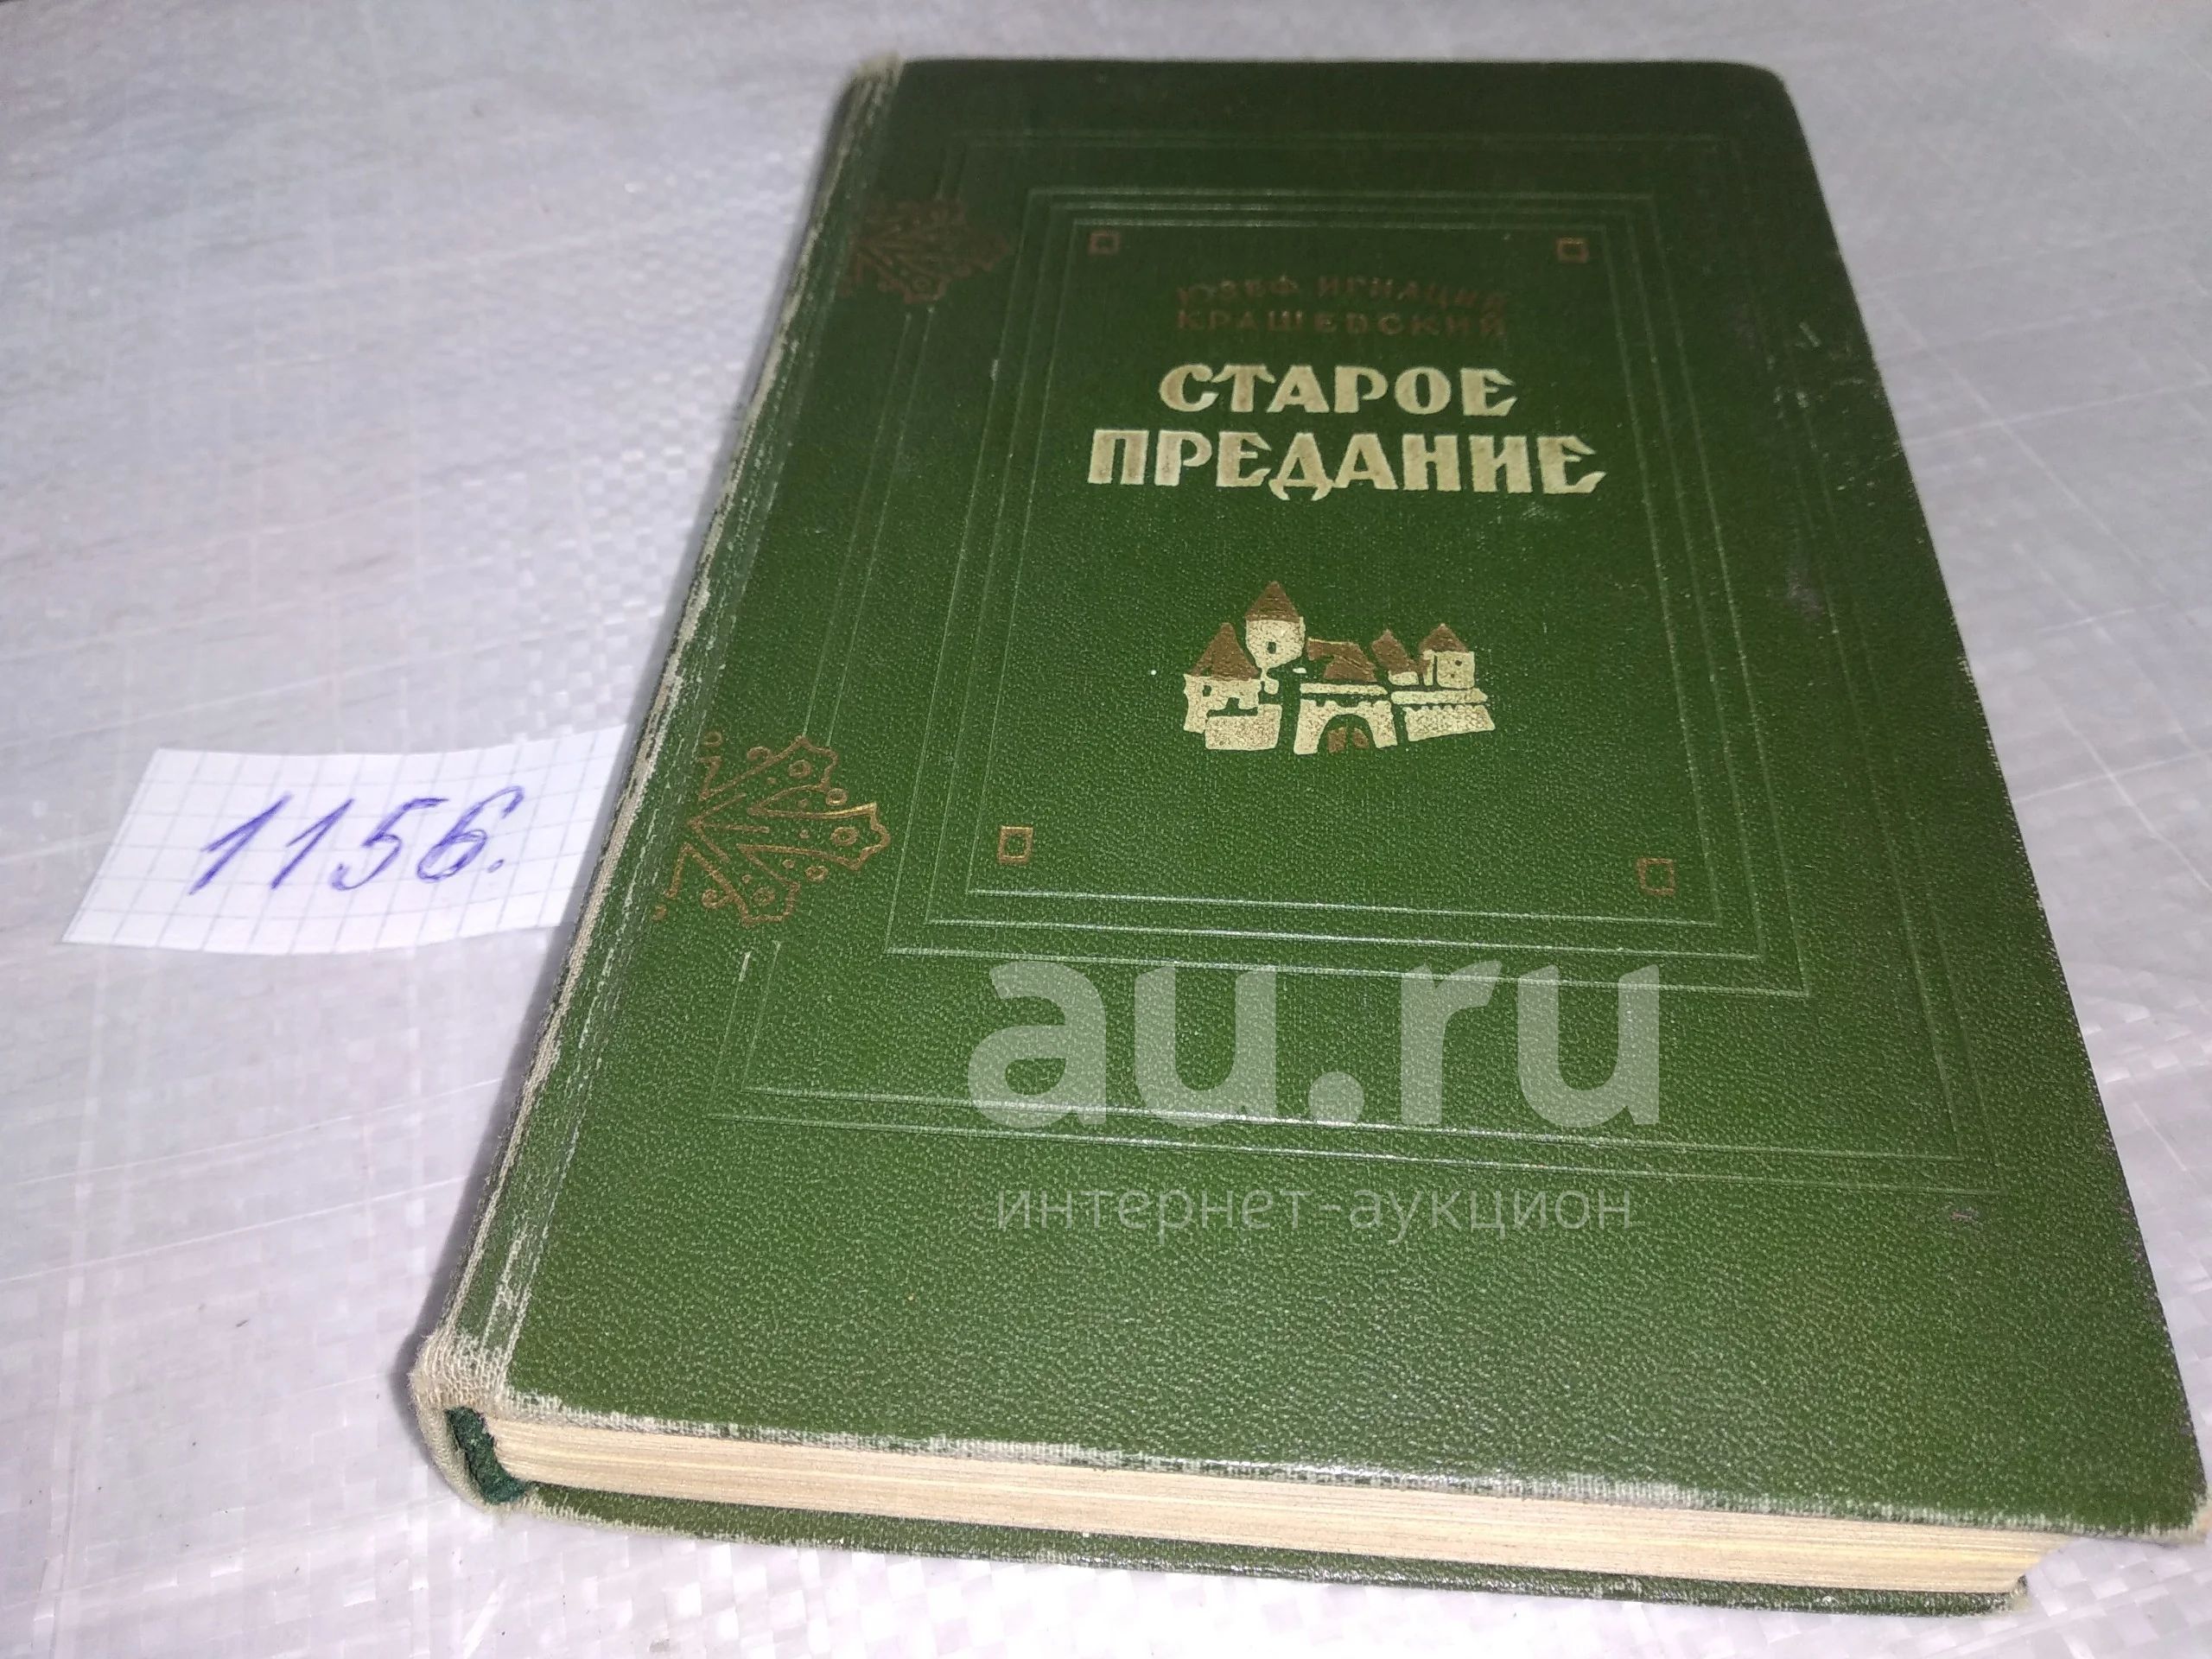 ЮЗЕФ ИГНАЦИЙ
КРАШЕВСКИЙ
СТАРОЕ
ПРЕДАНИЕ
1156.
au.ru
интернет-аукцион